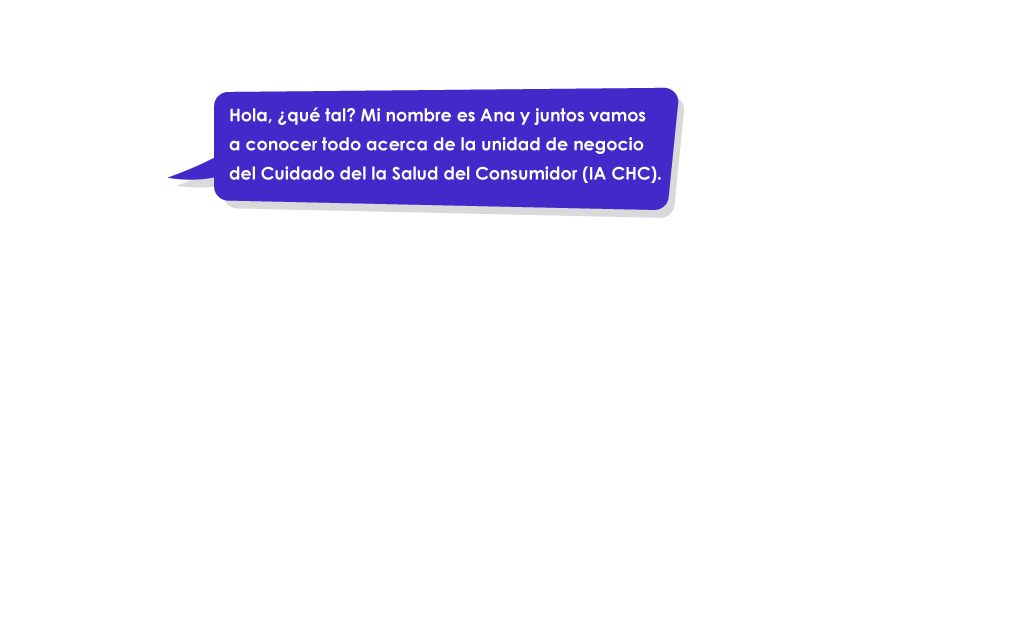 Hola, ¿qué tal? Mi nombre es Ana y juntos vamos
a conocer todo acerca de la unidad de negocio
del Cuidado del la Salud del Consumidor (IA CHC).